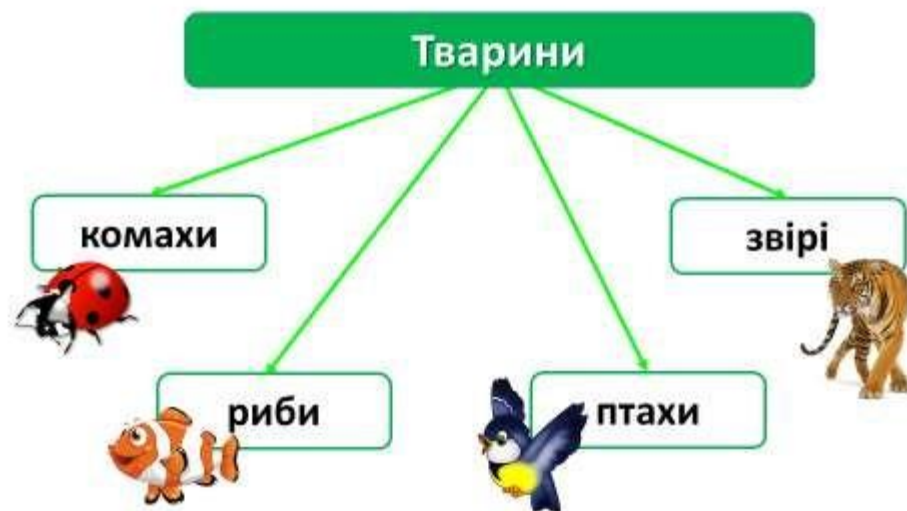 Тварини
комахи
звірі
риби
птахи